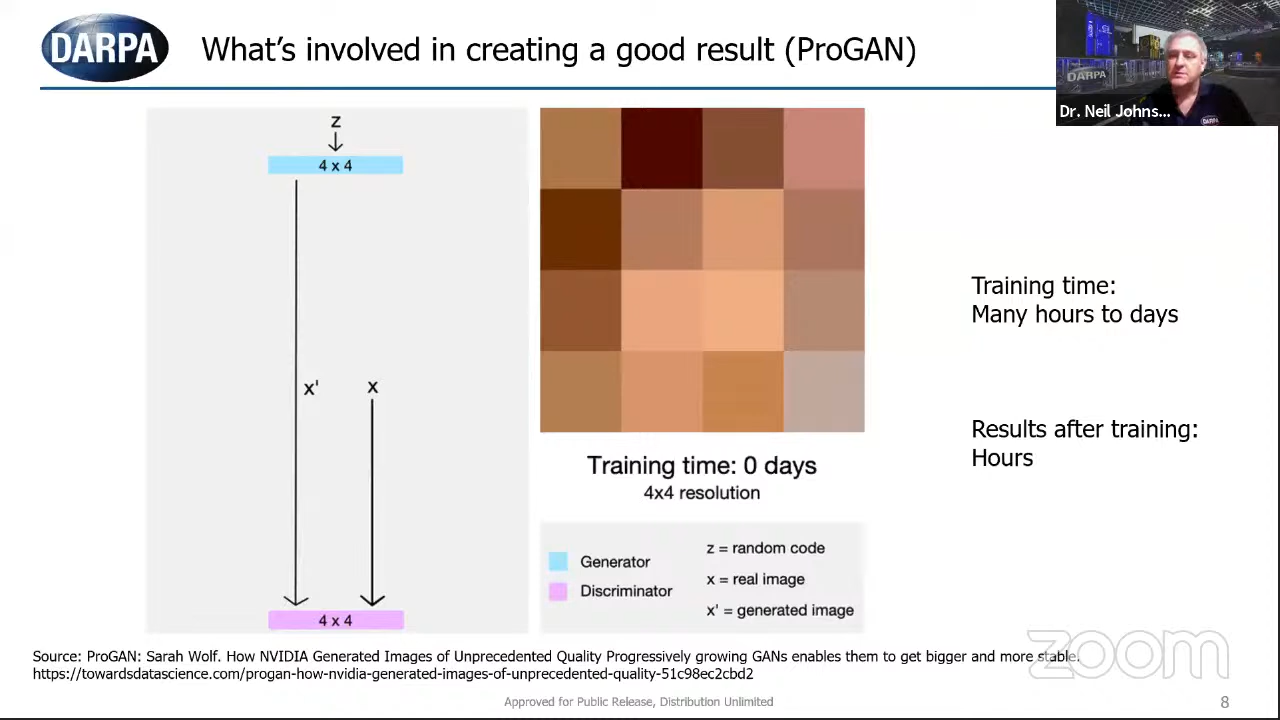 DARPA
What's involved in creating a good result (ProGAN)
DARPA
Dr. Neil Johns...
DARPA
z
4 x 4
x'
x
4 x 4
Training time: 0 days
4x4 resolution
Generator
Discriminator
z = random code
x = real image
x' = generated image
Training time:
Many hours to days
Results after training:
Hours
Source: ProGAN: Sarah Wolf. How NVIDIA Generated Images of Unprecedented Quality Progressively growing GANs enables them to get bigger and more stable.
https://towardsdatascience.com/progan-how-nvidia-generated-images-of-unprecedented-quality-51c98ec2cbd2
zoom
Approved for Public Release, Distribution Unlimited
8